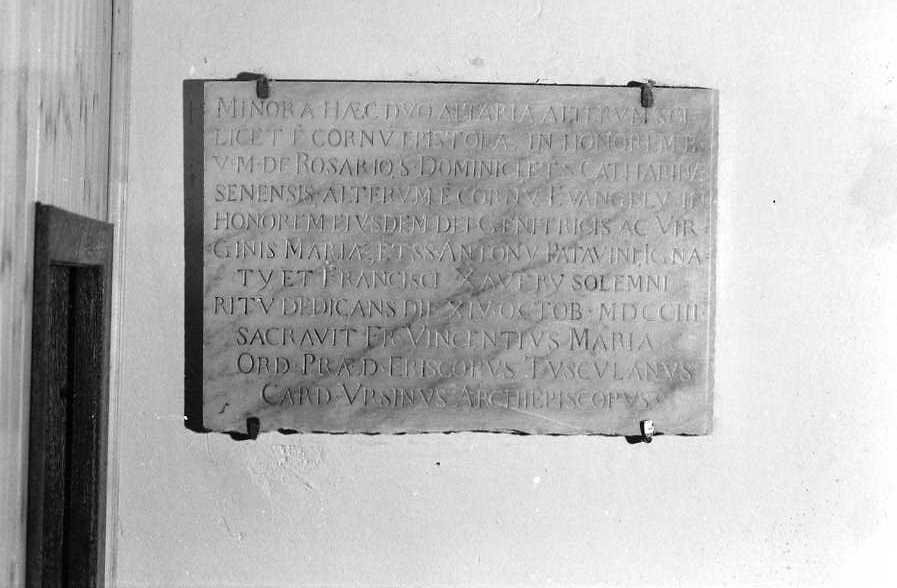 MINORA HÆC DVO ALTARIA ALTERVM SCI-
LICET È CORNV EPISTOLÆ IN HONOREM B.
V·M·DE ROSARIO, S DOMINICI, ET S CATHARINÆ
SENENSIS, ALTERVM È CORNV EVANGELII IN
HONOREM EIVSDEM DEI GENITRICIS AC VIR
GINIS MARIÆ, ET SS ANTONII PATAVINI, IGNA-
TY ET FRANCISCI XAVERY SOLEMNI
RITV DEDICANS DIE XIV OCTOB · MDCCIII·
SACRAVIT FR VINCENTIVS MARIA
ORD·PRÆD·EPISCOPVS TVSCVLANVS
CARD VRSINVS ARCHIEPISCOPVS